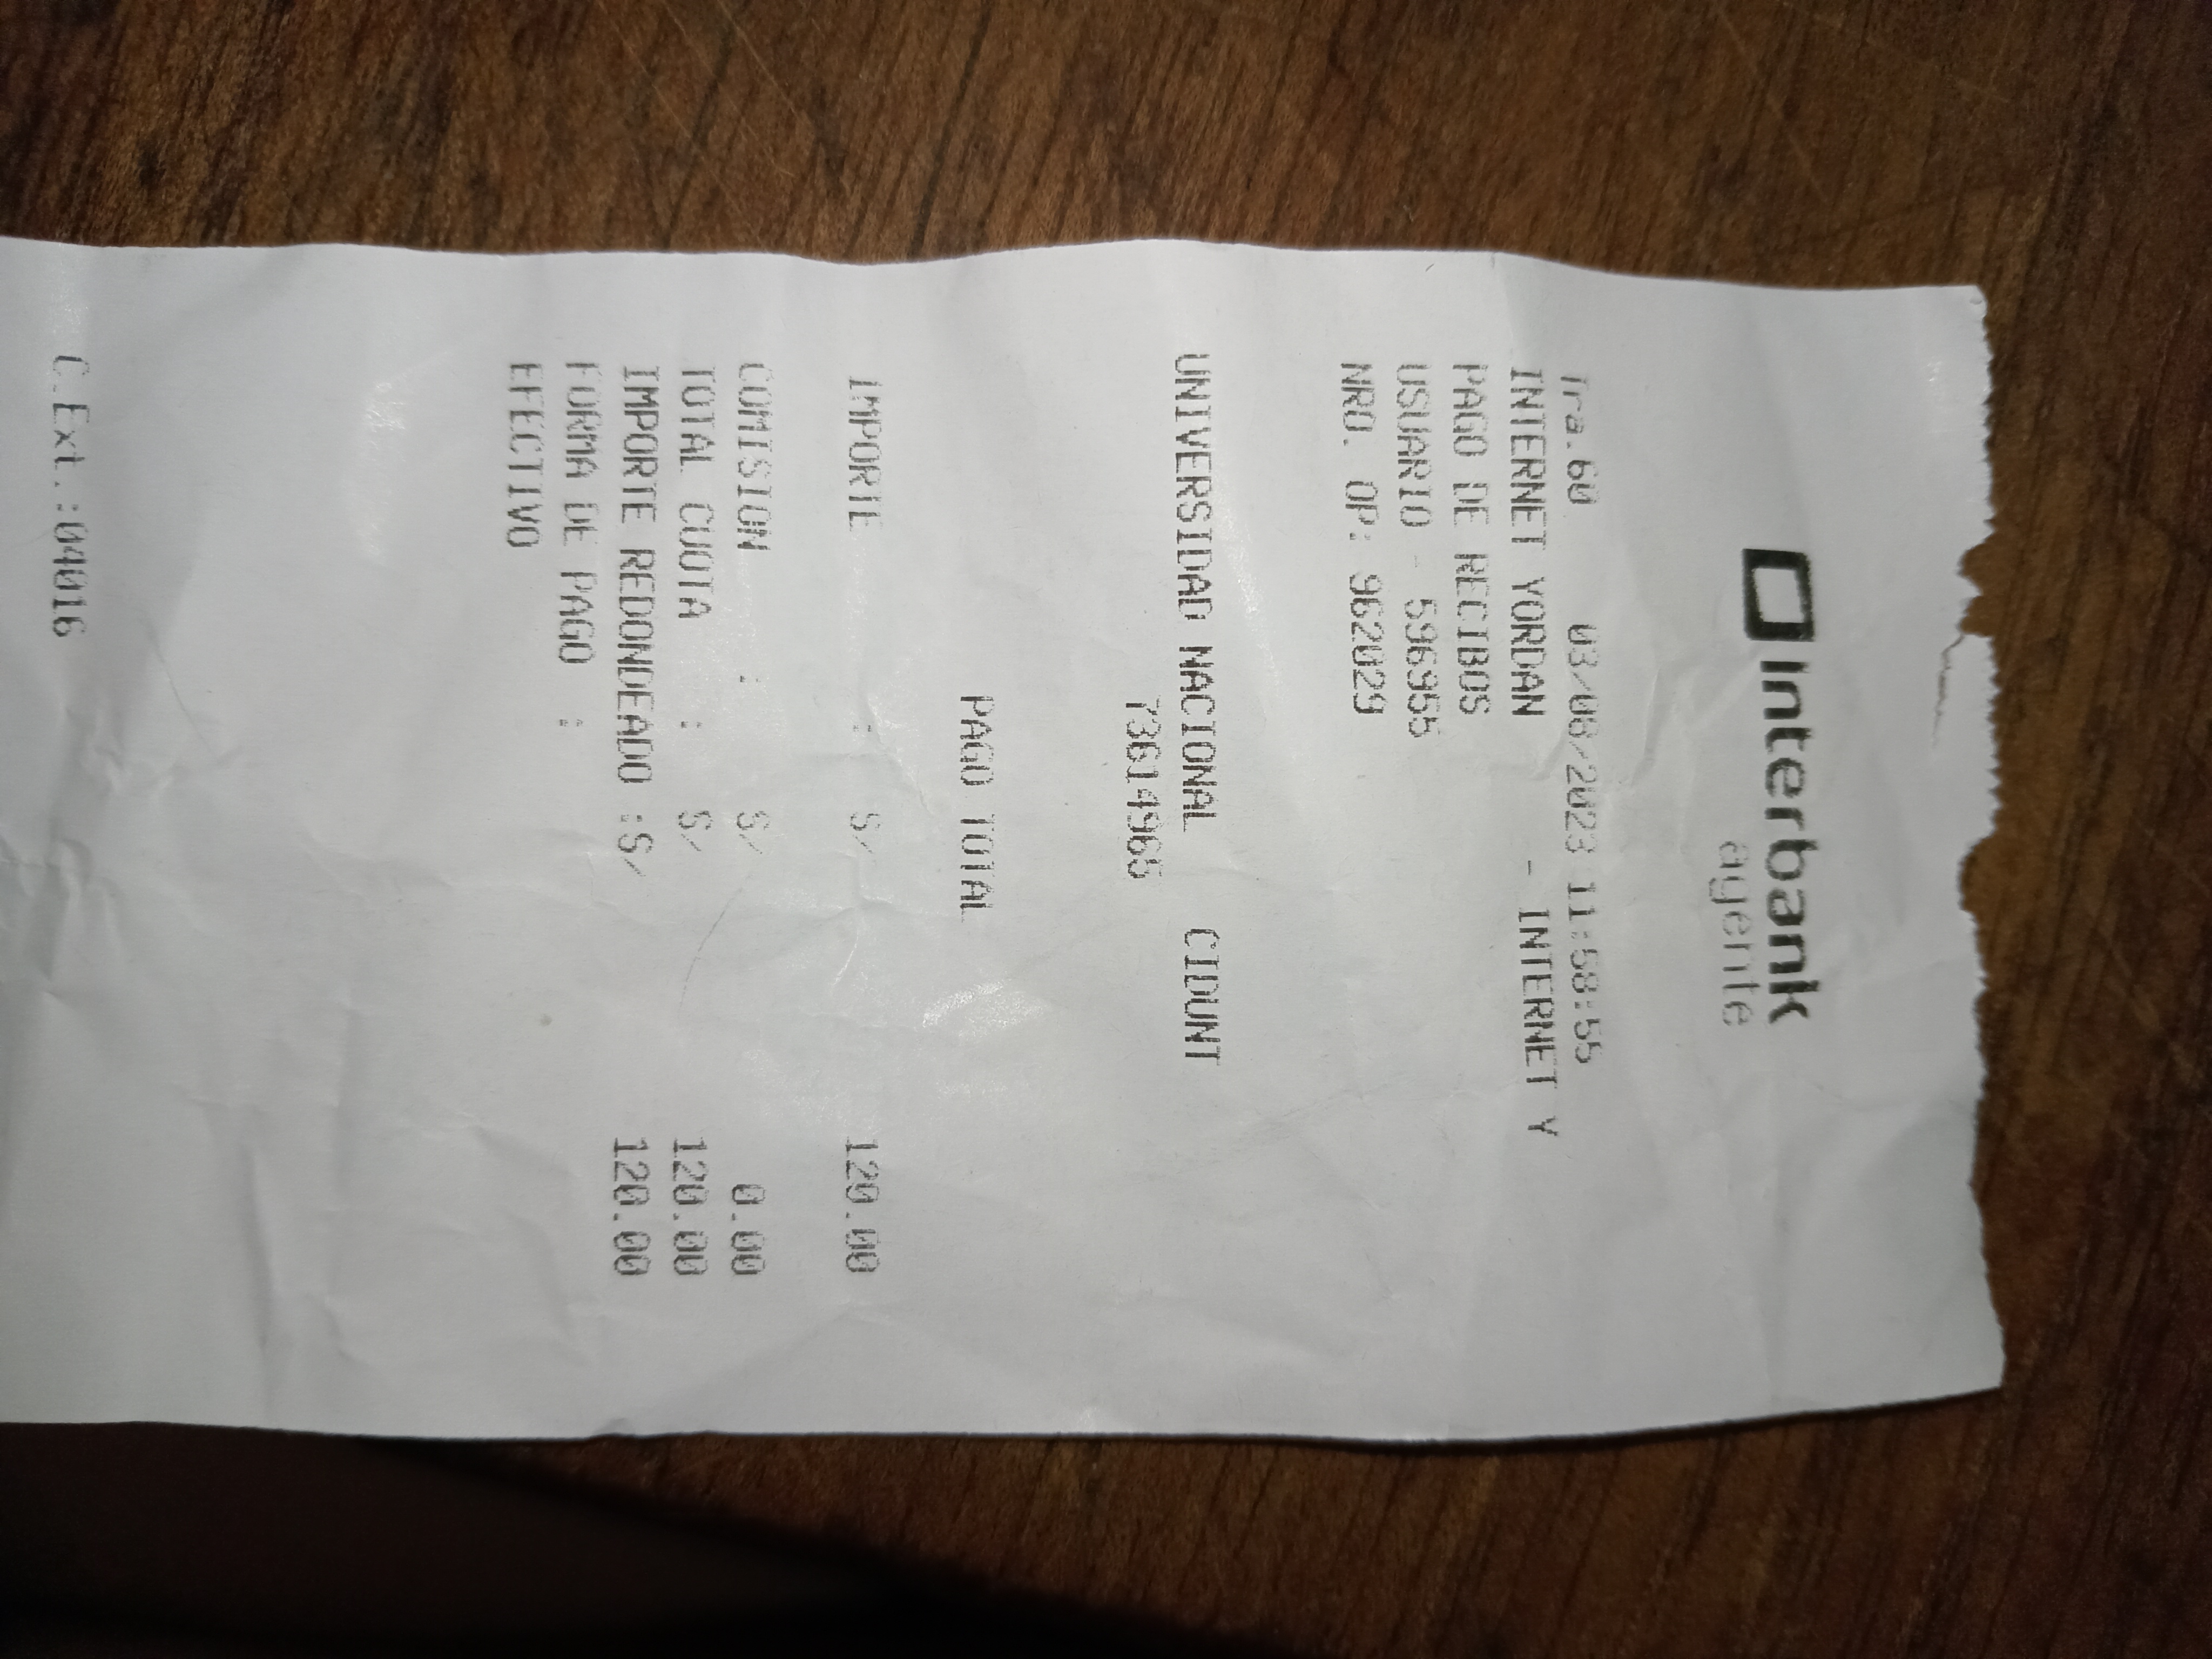 Interbank
agente
Tra.60 03/08/2023 11:58:55
INTERNET YORDAN - INTERNET Y
PAGO DE RECIBOS
USUARIO - 596955
NRO. OP: 962029
UNIVERSIDAD NACIONAL CIDUNT
73614965
PAGO TOTAL
IMPORTE : S/ 120.00
COMISION : S/ 0.00
TOTAL CUOTA : S/ 120.00
IMPORTE REDONDEADO :S/ 120.00
FORMA DE PAGO :
EFECTIVO
C.Ext.:040016